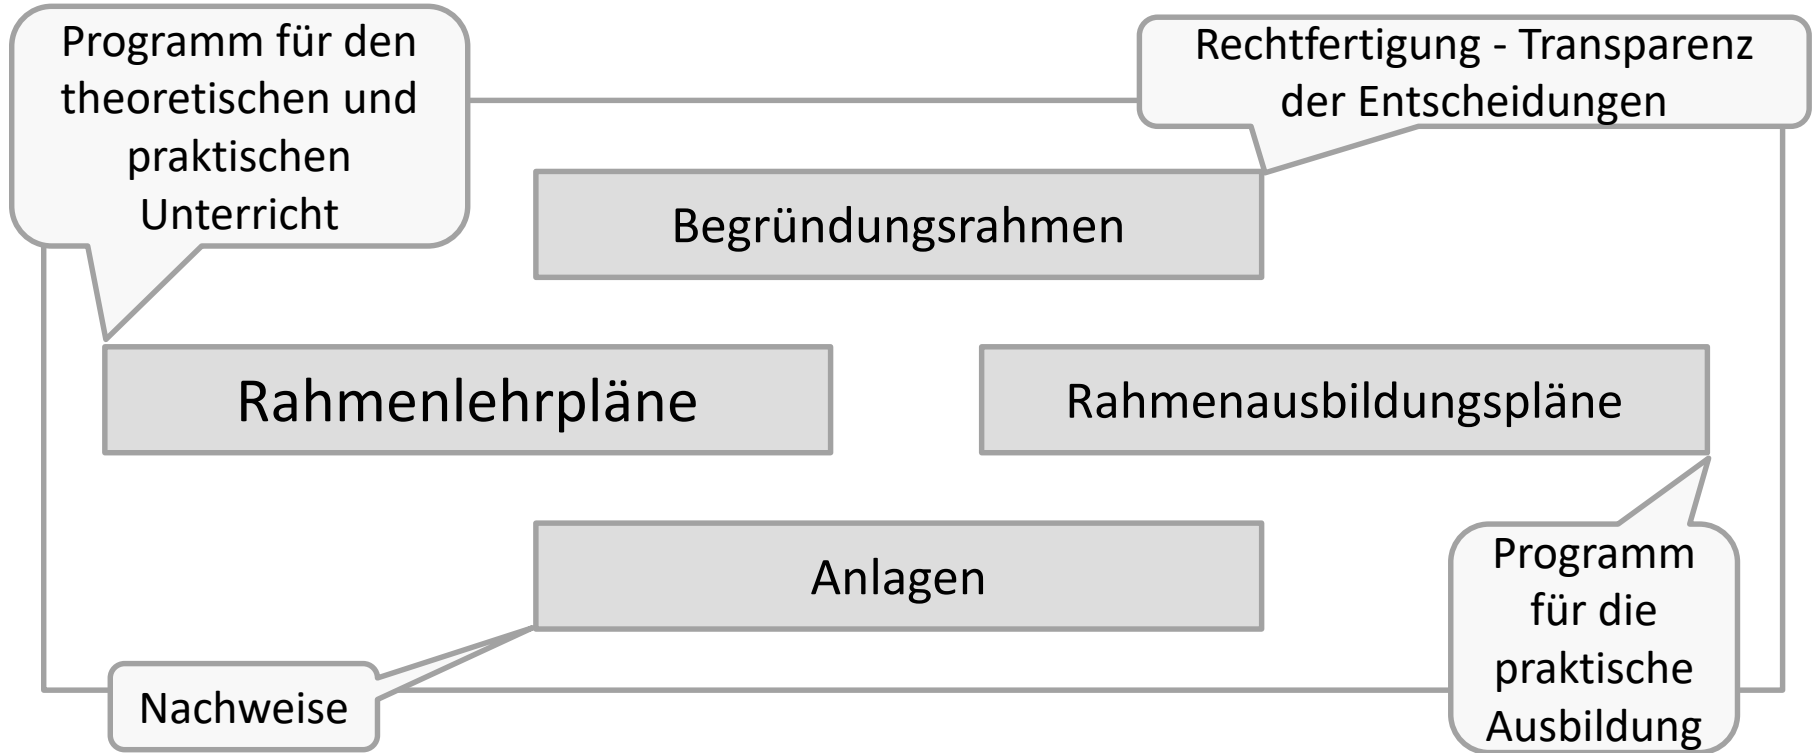 Programm für den
theoretischen und
praktischen
Unterricht
Rechtfertigung - Transparenz
der Entscheidungen
Begründungsrahmen
Rahmenlehrpläne
Rahmenausbildungspläne
Anlagen
Nachweise
Programm
für die
praktische
Ausbildung